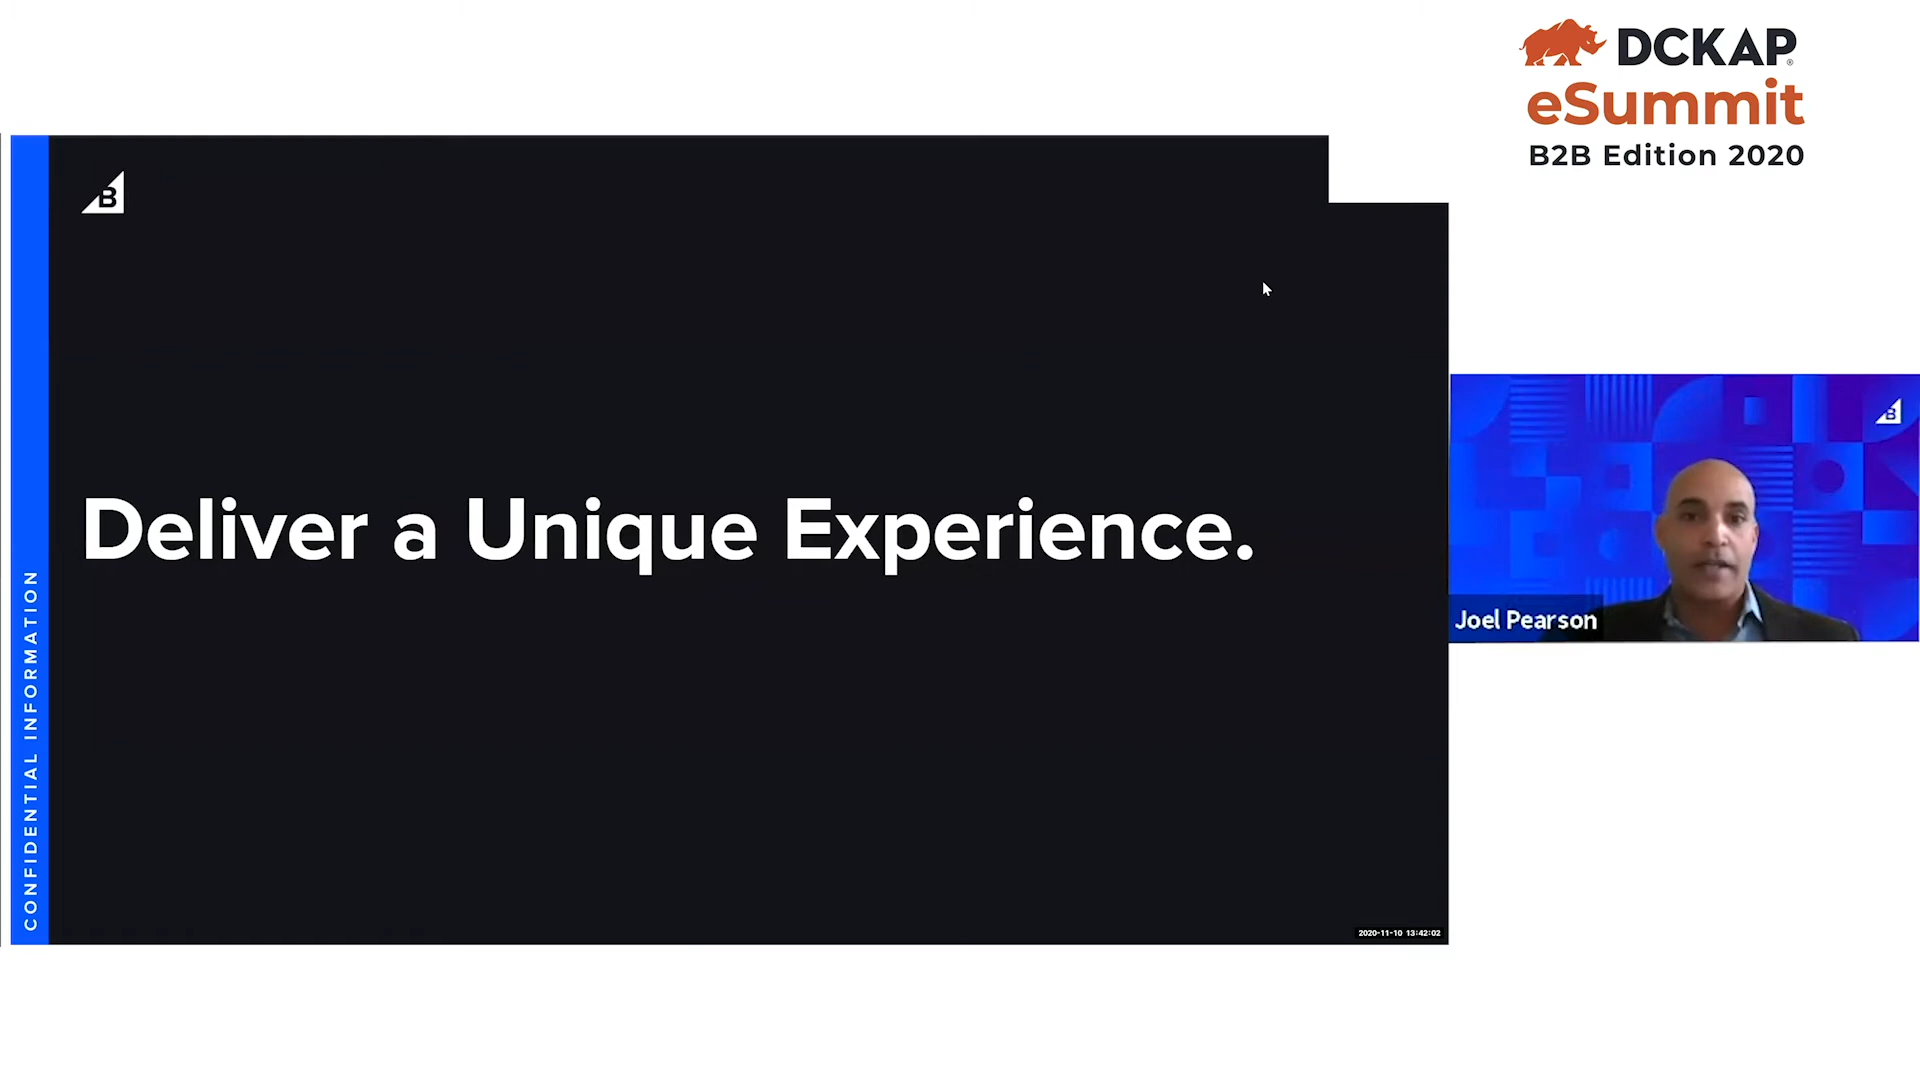 DCKAP
eSummit
B2B Edition 2020
B
Deliver a Unique Experience.
CONFIDENTIAL INFORMATION
B
Joel Pearson
2020-11-10 13:42:02